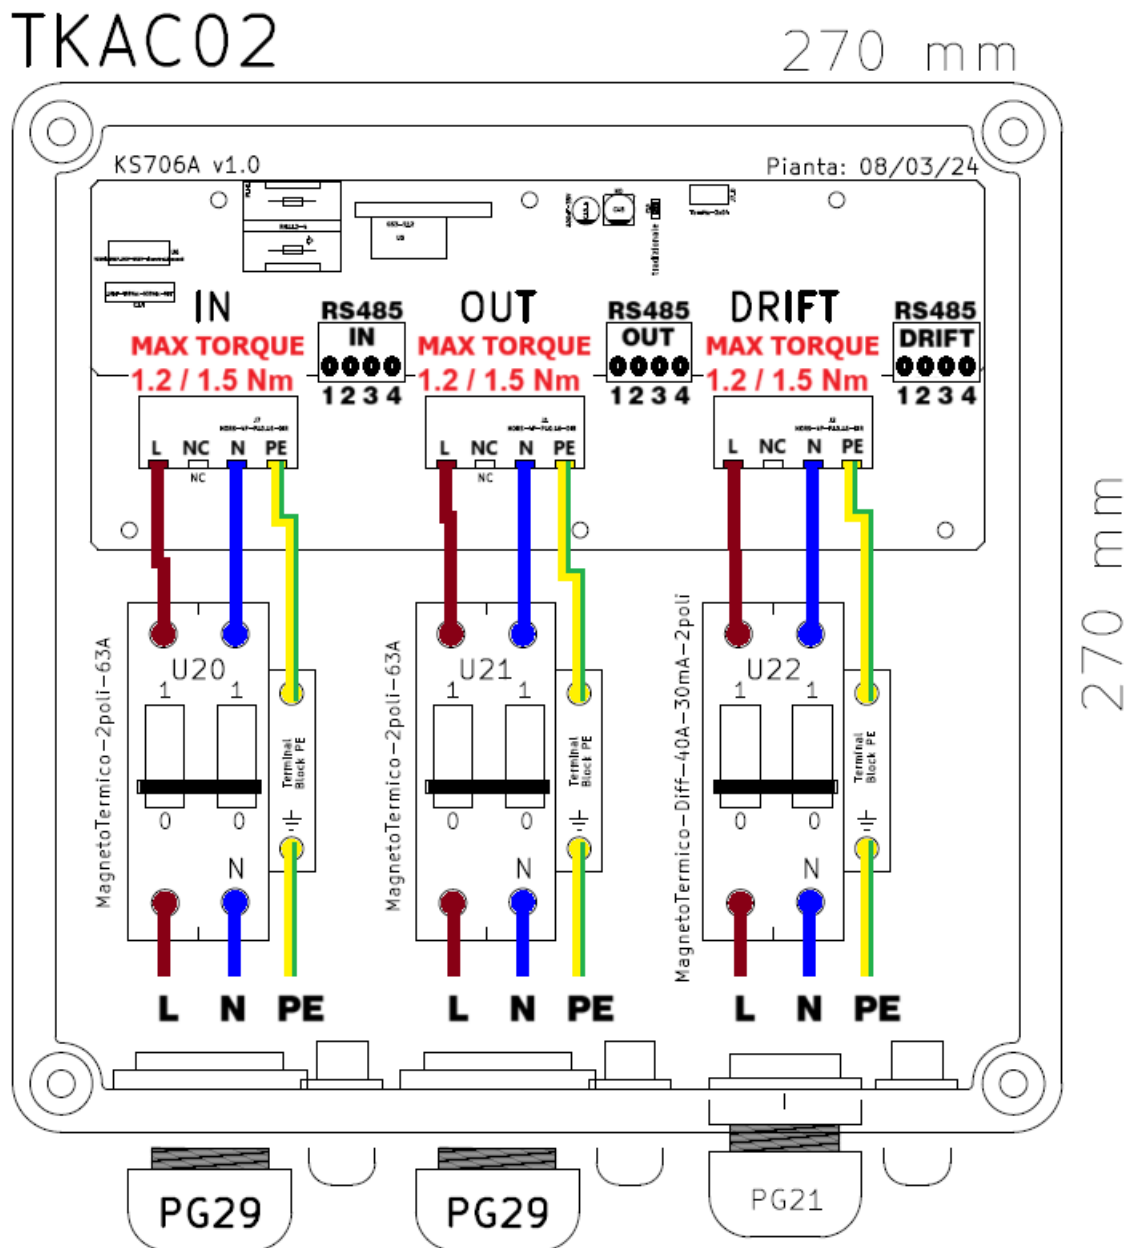 TKAC02
270 mm
KS706A v1.0
Pianta: 08/03/24
tradizionale
IN
OUT
DRIFT
RS485
IN
1 2 3 4
RS485
OUT
1 2 3 4
RS485
DRIFT
1 2 3 4
MAX TORQUE
1.2 / 1.5 Nm
MAX TORQUE
1.2 / 1.5 Nm
MAX TORQUE
1.2 / 1.5 Nm
L NC N PE
NC
L NC N PE
NC
L NC N PE
270 mm
MagnetoTermico-2poli-63A
U20
1 1
0 0
N
Terminal
Block PE
MagnetoTermico-2poli-63A
U21
1 1
0 0
N
Terminal
Block PE
MagnetoTermico-Diff-40A-30mA-2poli
U22
1 1
0 0
N
Terminal
Block PE
L N PE
L N PE
L N PE
PG29
PG29
PG21